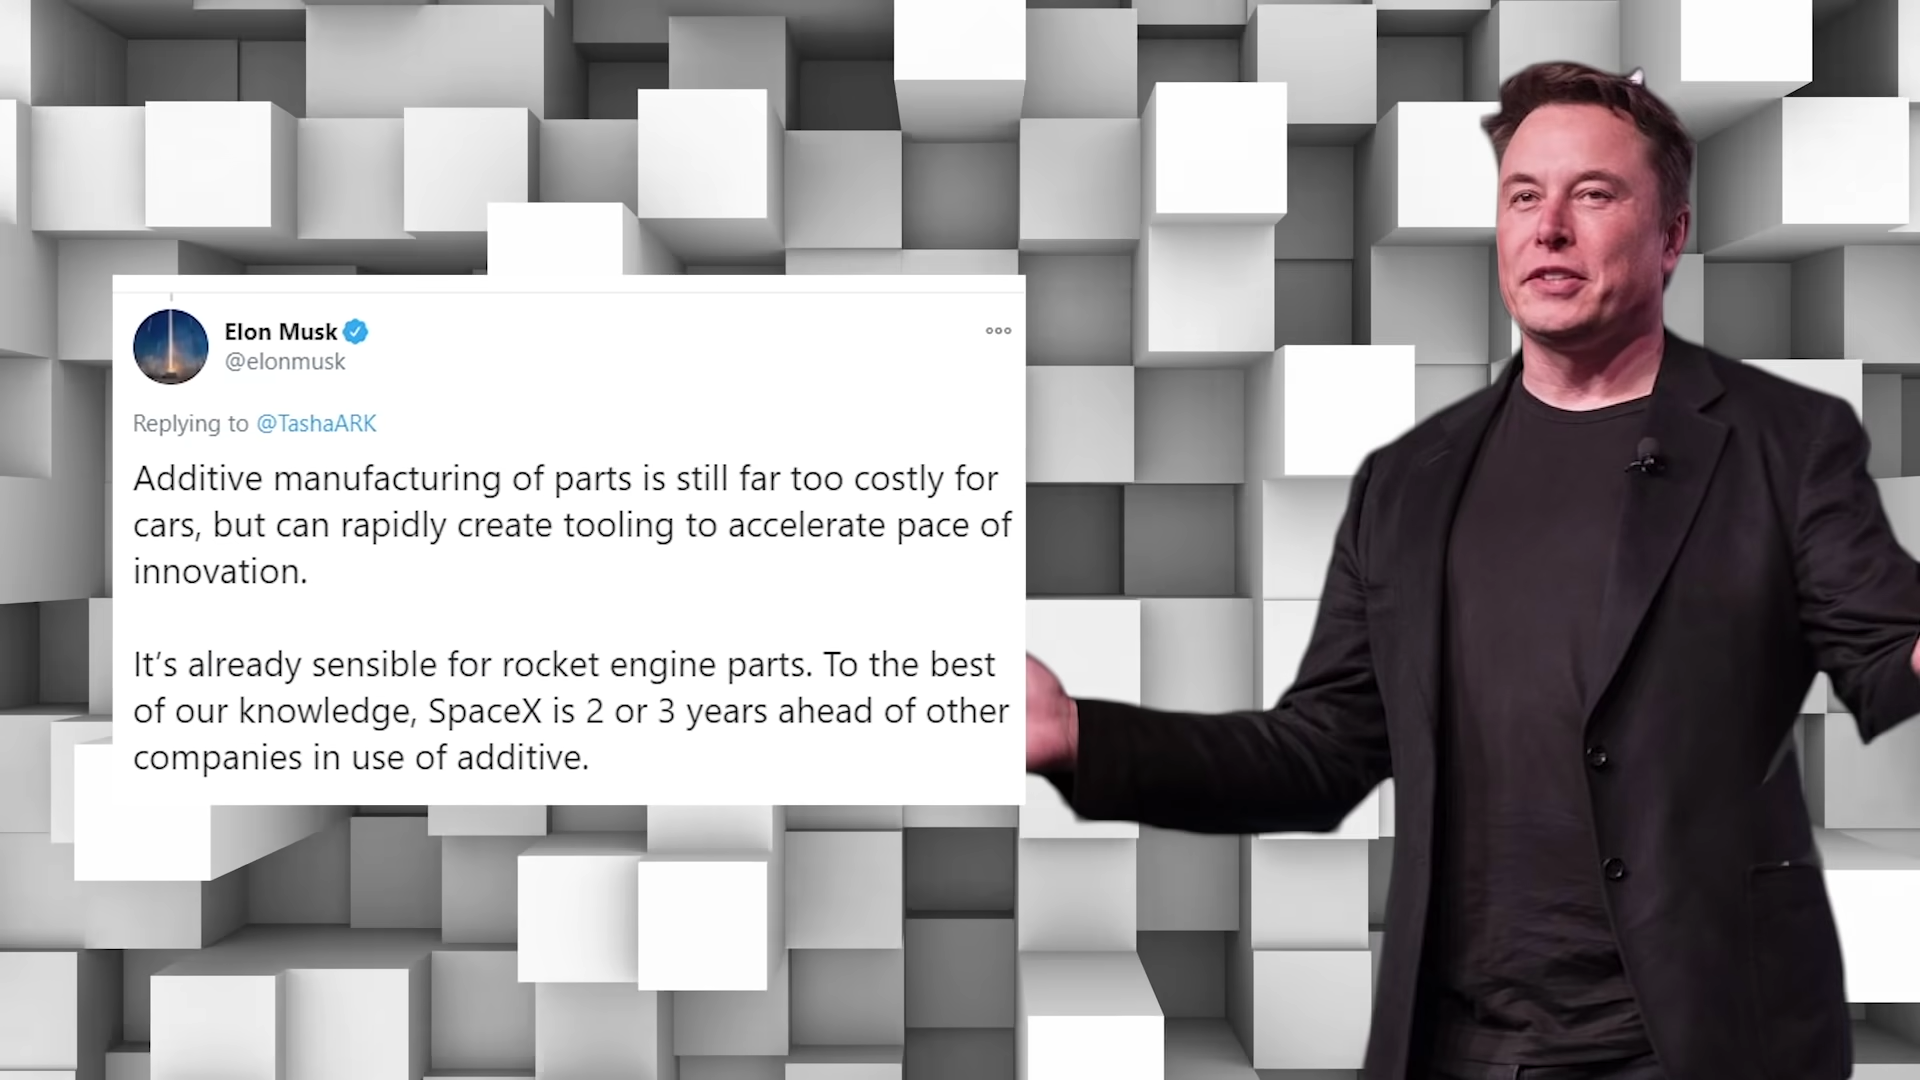 Elon Musk
@elonmusk
Replying to @TashaARK
Additive manufacturing of parts is still far too costly for
cars, but can rapidly create tooling to accelerate pace of
innovation.
It’s already sensible for rocket engine parts. To the best
of our knowledge, SpaceX is 2 or 3 years ahead of other
companies in use of additive.